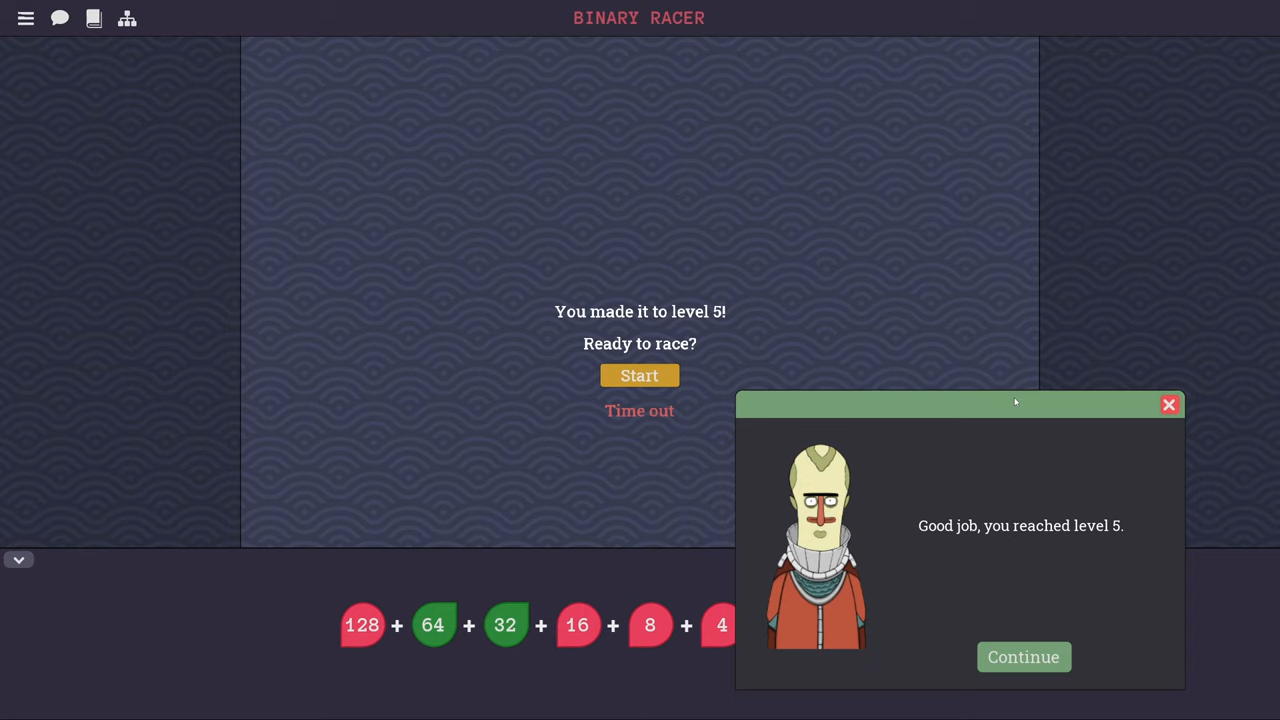 BINARY RACER
You made it to level 5!
Ready to race?
Start
Time out
Good job, you reached level 5.
128 + 64 + 32 + 16 + 8 + 4
Continue